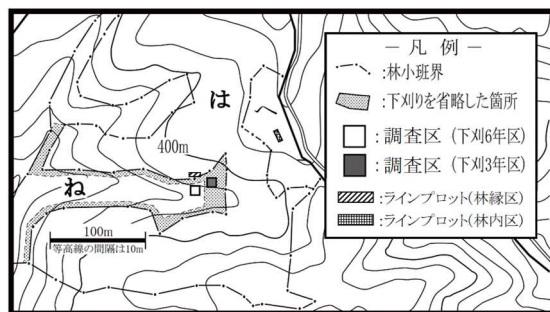 は
400m
ね
100m
等高線の間隔は10m
― 凡 例 ―
:林小班界
:下刈りを省略した箇所
:調査区 (下刈6年区)
:調査区 (下刈3年区)
:ラインプロット(林縁区)
:ラインプロット(林内区)